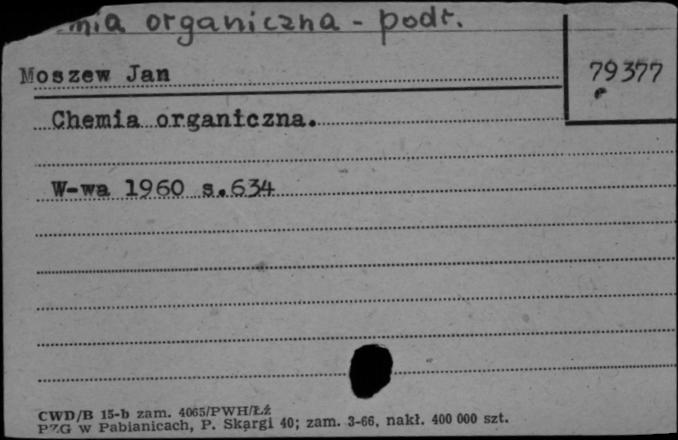 mia organiczna - podr.
Moszew Jan
79377
Chemia organiczna.
W-wa 1960 s.634
CWD/B 15-b zam. 4065/PWH/Łź
PZG w Pabianicach, P. Skargi 40; zam. 3-66, nakł. 400 000 szt.